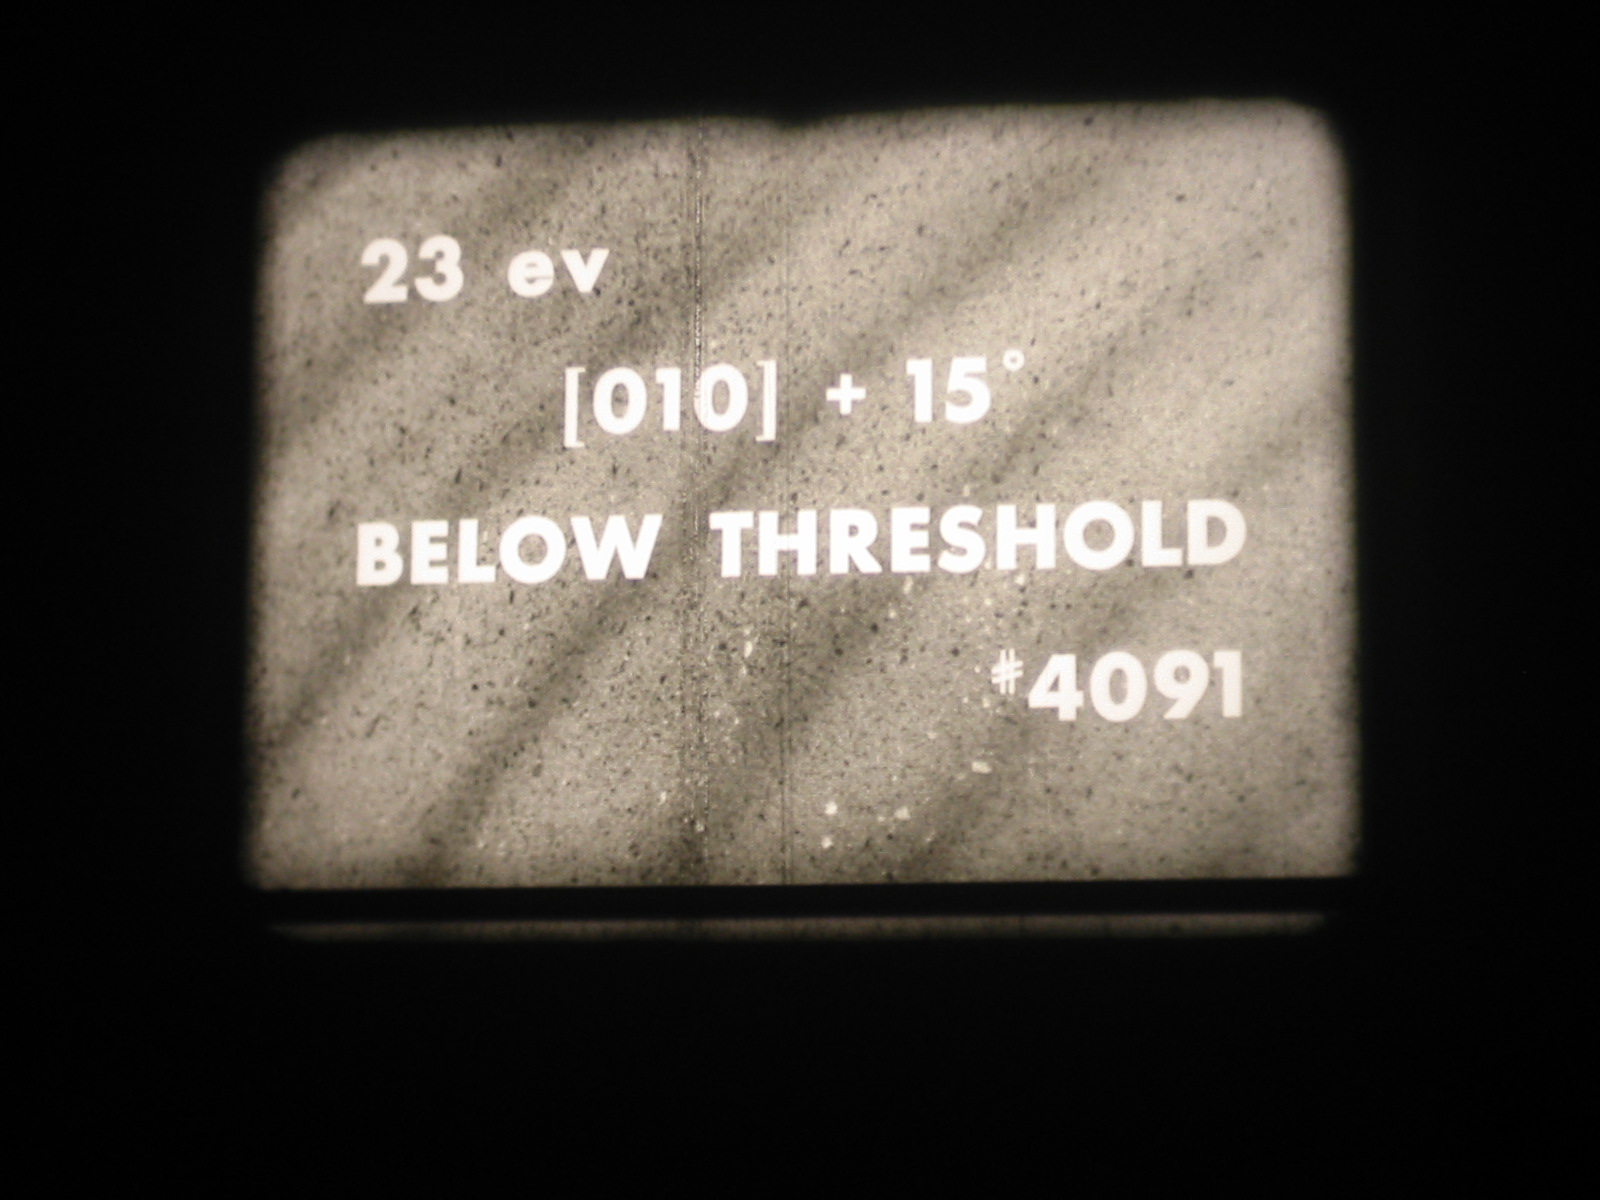 23 ev
[010] + 15°
BELOW THRESHOLD
#4091